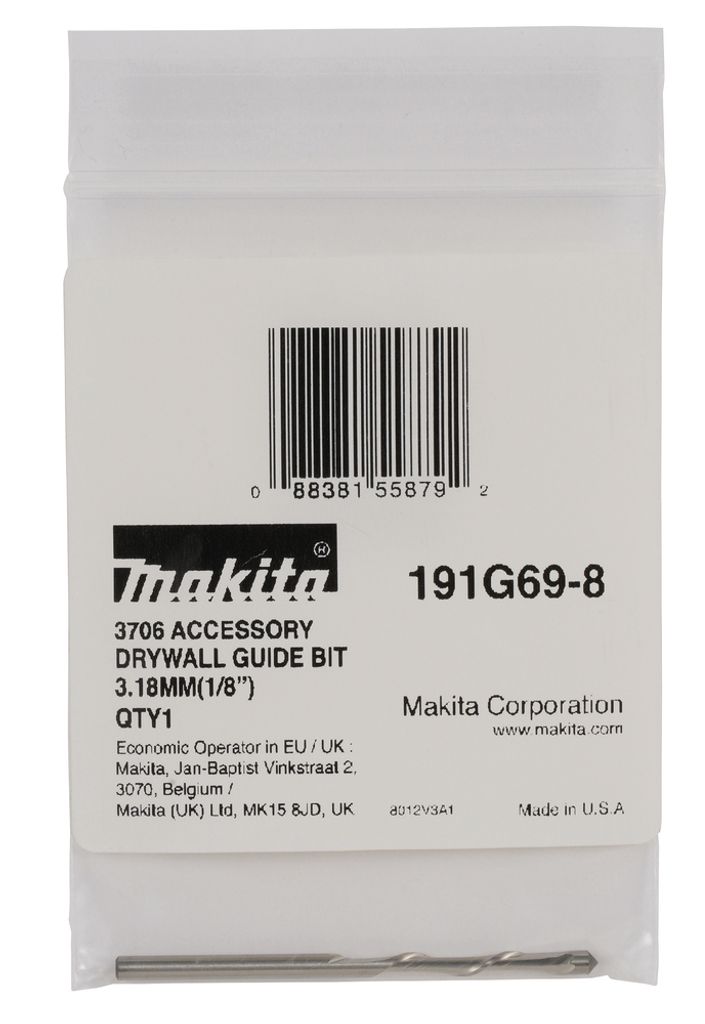 0 88381 55879 2
makita ®
191G69-8
3706 ACCESSORY
DRYWALL GUIDE BIT
3.18MM(1/8")
QTY1
Makita Corporation
www.makita.com
Economic Operator in EU / UK :
Makita, Jan-Baptist Vinkstraat 2,
3070, Belgium /
Makita (UK) Ltd, MK15 8JD, UK
8012V3A1
Made in U.S.A